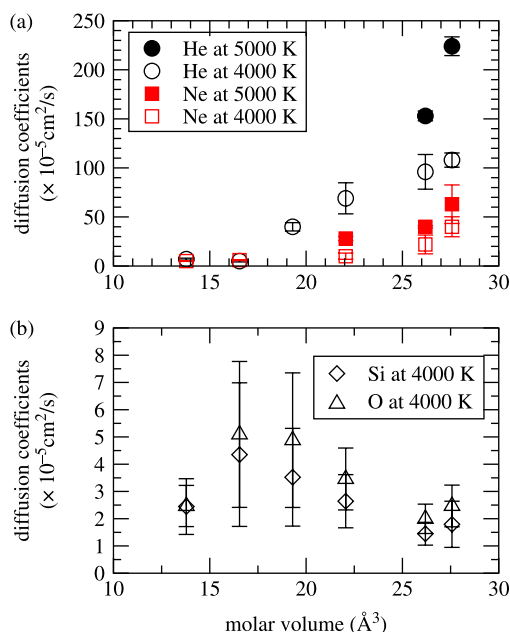 (a)
250
200
150
100
50
0
diffusion coefficients
(× 10⁻⁵cm²/s)
He at 5000 K
He at 4000 K
Ne at 5000 K
Ne at 4000 K
10 15 20 25 30
(b)
9
8
7
6
5
4
3
2
1
0
diffusion coefficients
(× 10⁻⁵cm²/s)
Si at 4000 K
O at 4000 K
10 15 20 25 30
molar volume (Å³)